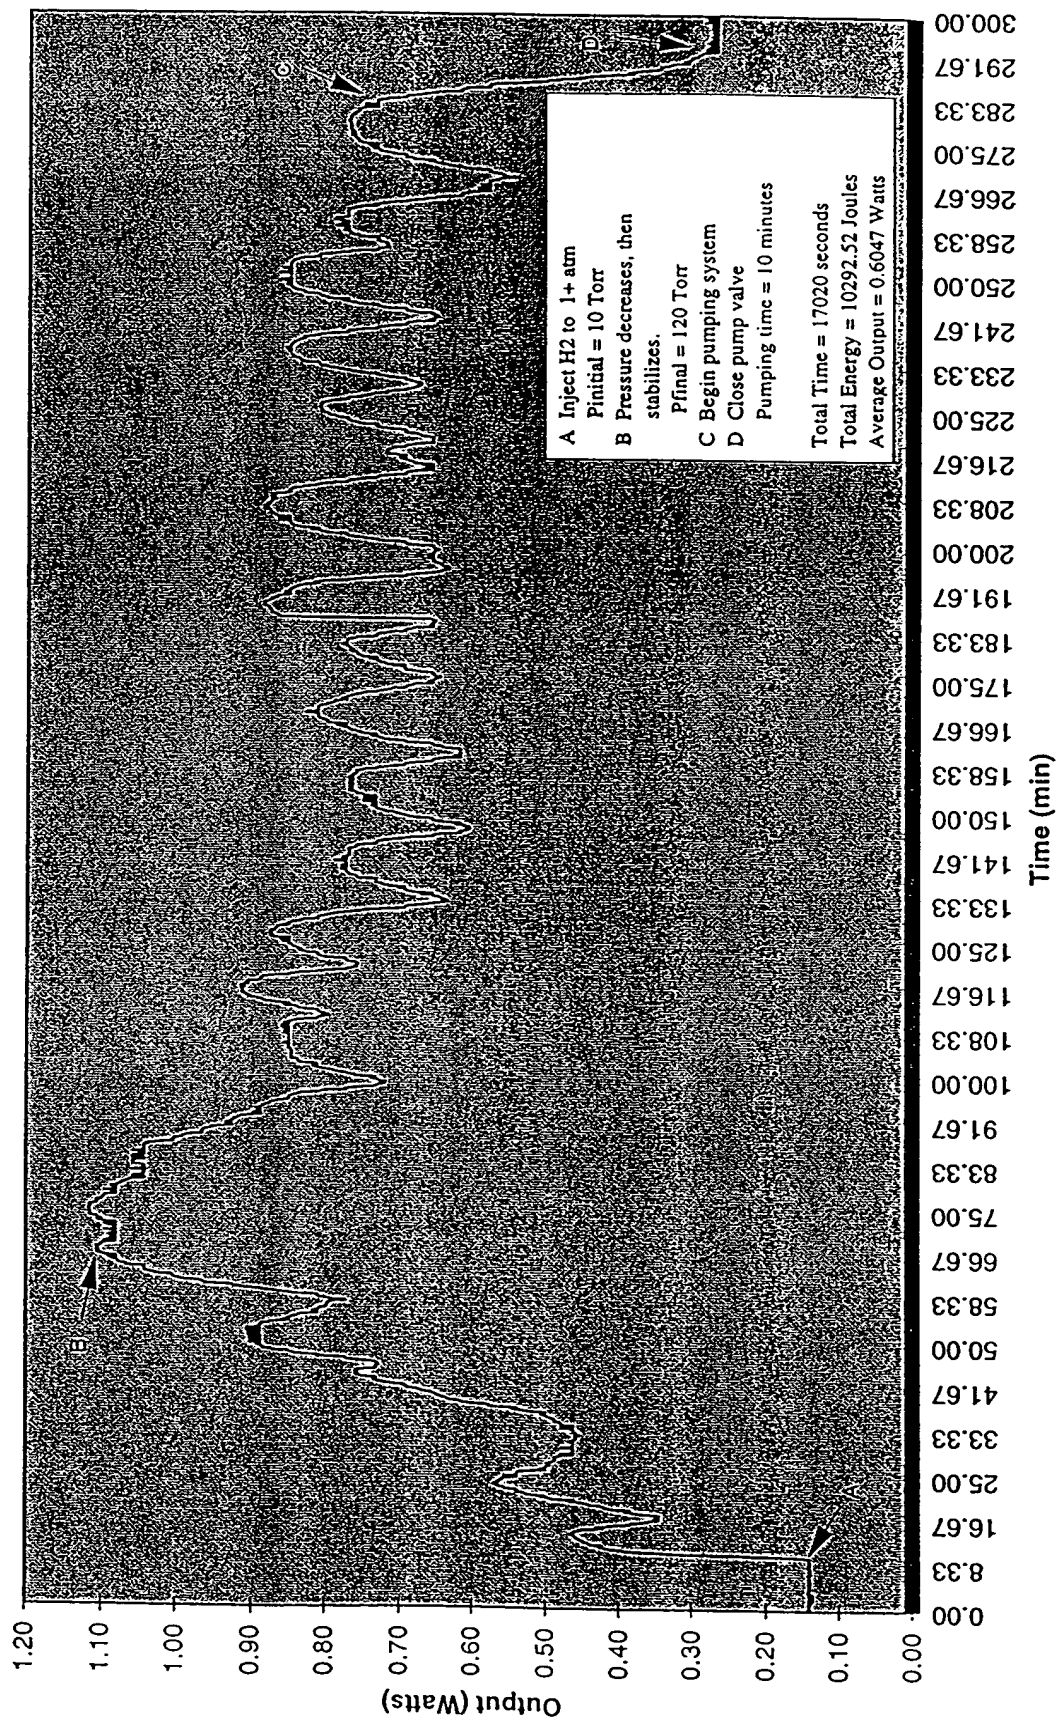 1.20
1.10
1.00
0.90
0.80
0.70
0.60
0.50
0.40
0.30
0.20
0.10
0.00
Output (Watts)
0.00
8.33
16.67
25.00
33.33
41.67
50.00
58.33
66.67
75.00
83.33
91.67
100.00
108.33
116.67
125.00
133.33
141.67
150.00
158.33
166.67
175.00
183.33
191.67
200.00
208.33
216.67
225.00
233.33
241.67
250.00
258.33
266.67
275.00
283.33
291.67
300.00
Time (min)
A
B
C
D
A Inject H2 to 1+ atm
Pinitial = 10 Torr
B Pressure decreases, then
stabilizes.
Pfinal = 120 Torr
C Begin pumping system
D Close pump valve
Pumping time = 10 minutes
Total Time = 17020 seconds
Total Energy = 10292.52 Joules
Average Output = 0.6047 Watts